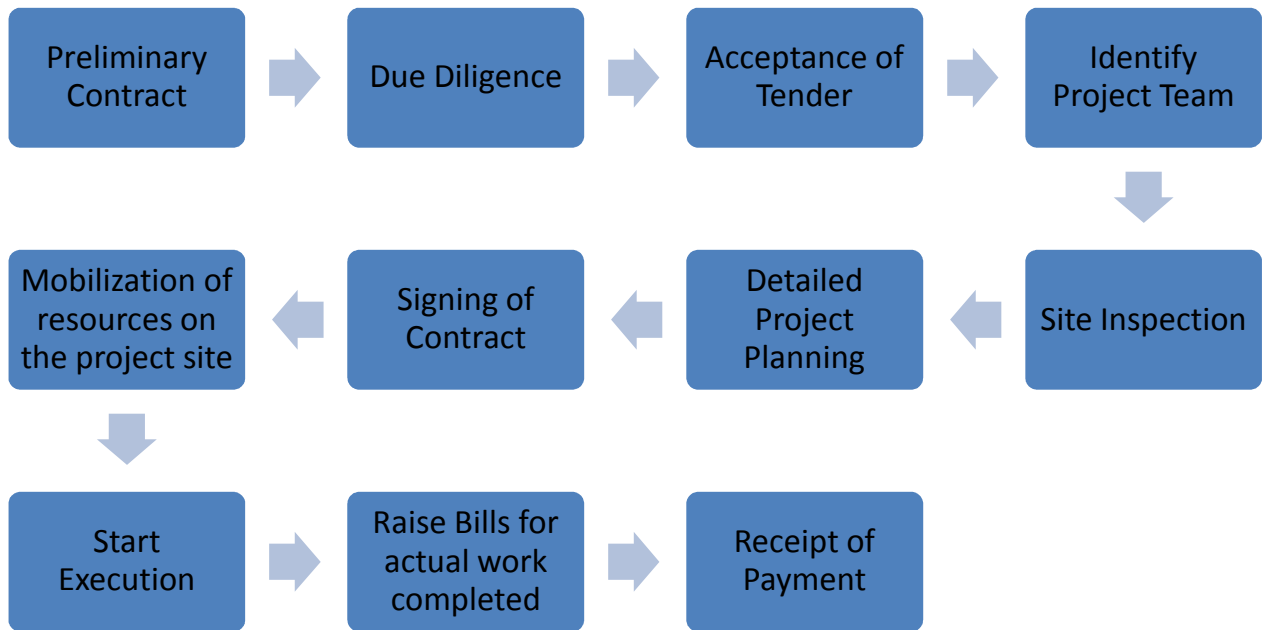 Preliminary
Contract
Due Diligence
Acceptance of
Tender
Identify
Project Team
Site Inspection
Detailed
Project
Planning
Signing of
Contract
Mobilization of
resources on
the project site
Start
Execution
Raise Bills for
actual work
completed
Receipt of
Payment